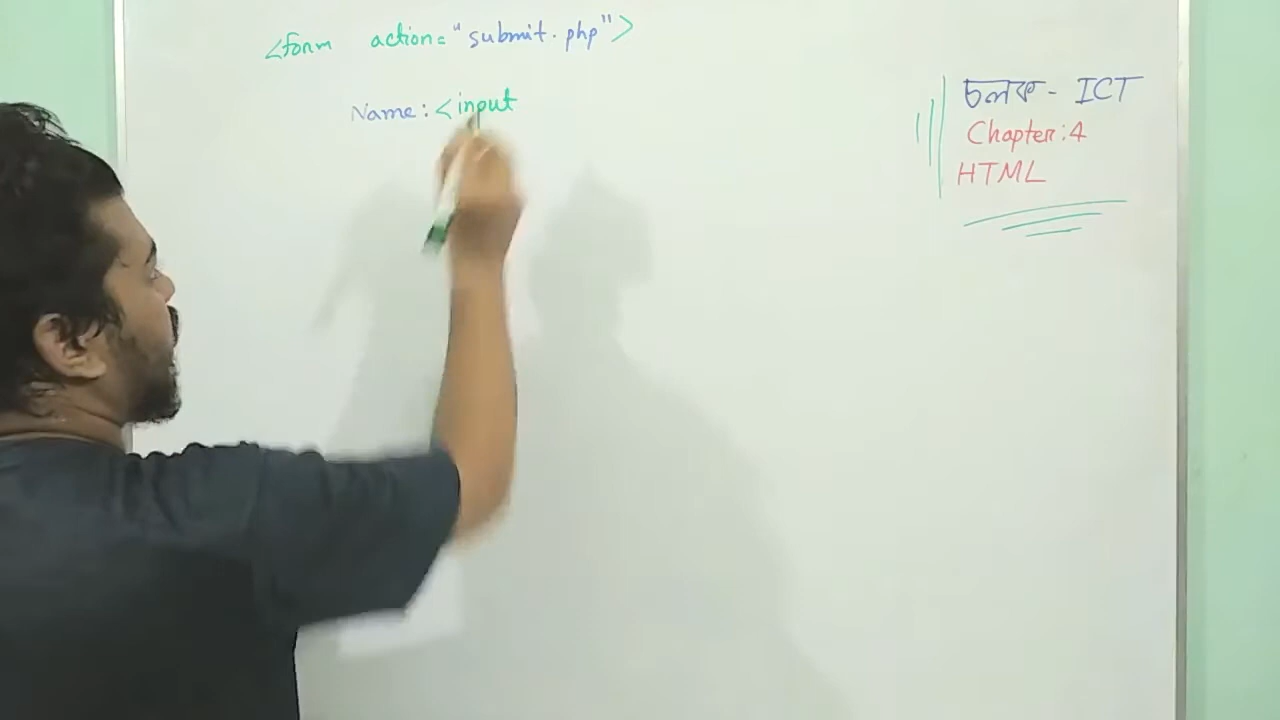 <form action="submit.php">
Name: <input
চলক - ICT
Chapter: 4
HTML